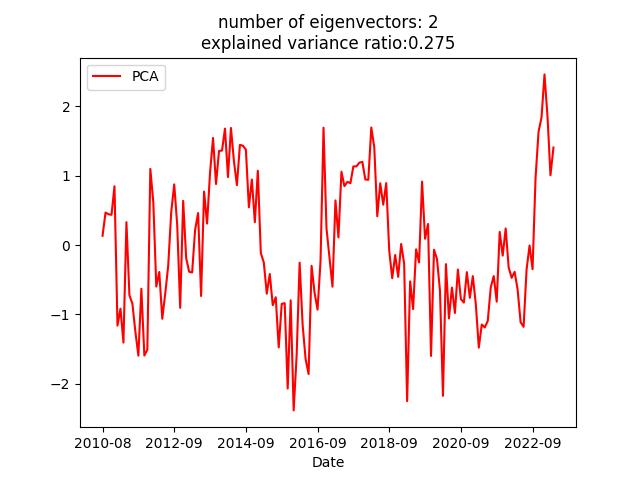 number of eigenvectors: 2
explained variance ratio:0.275
PCA
2
1
0
−1
−2
2010-08 2012-09 2014-09 2016-09 2018-09 2020-09 2022-09
Date